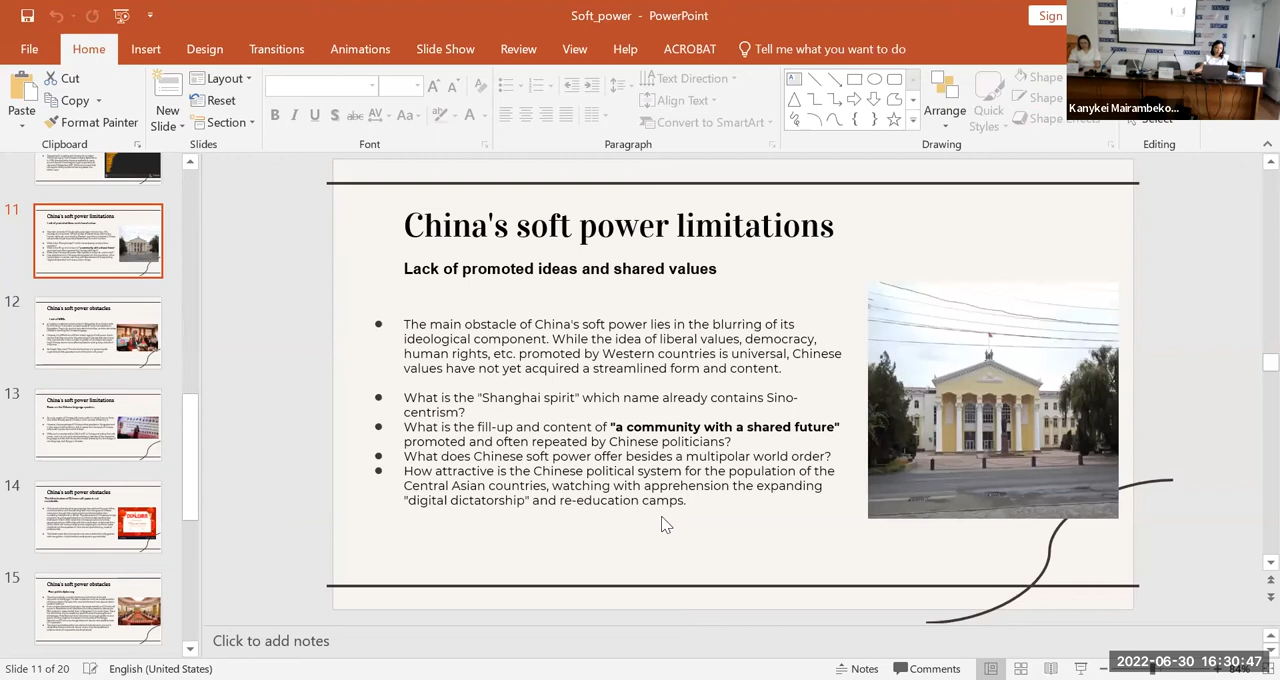 Soft_power - PowerPoint
Sign
File Home Insert Design Transitions Animations Slide Show Review View Help ACROBAT Tell me what you want to do
Paste
Cut
Copy
Format Painter
Clipboard
New
Slide
Layout
Reset
Section
Slides
B I U S abc AV Aa A
Font
Text Direction
Align Text
Convert to SmartArt
Paragraph
Arrange
Quick
Styles
Shape
Shape
Shape Effects
Drawing
Select
Editing
Kanykei Mairambeko...
11
China's soft power limitations
12
China's soft power obstacles
13
China's soft power limitations
14
China's soft power obstacles
15
China's soft power obstacles
China's soft power limitations
Lack of promoted ideas and shared values
● The main obstacle of China's soft power lies in the blurring of its
ideological component. While the idea of liberal values, democracy,
human rights, etc. promoted by Western countries is universal, Chinese
values have not yet acquired a streamlined form and content.
● What is the "Shanghai spirit" which name already contains Sino-
centrism?
● What is the fill-up and content of "a community with a shared future"
promoted and often repeated by Chinese politicians?
● What does Chinese soft power offer besides a multipolar world order?
● How attractive is the Chinese political system for the population of the
Central Asian countries, watching with apprehension the expanding
"digital dictatorship" and re-education camps.
Click to add notes
Slide 11 of 20 English (United States) Notes Comments 84%
2022-06-30 16:30:47